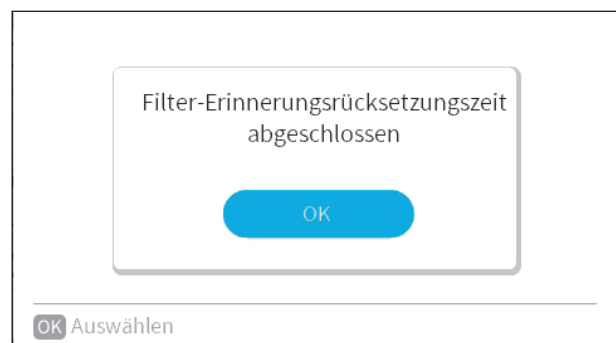 Filter-Erinnerungsrücksetzungszeit
abgeschlossen
OK
OK Auswählen